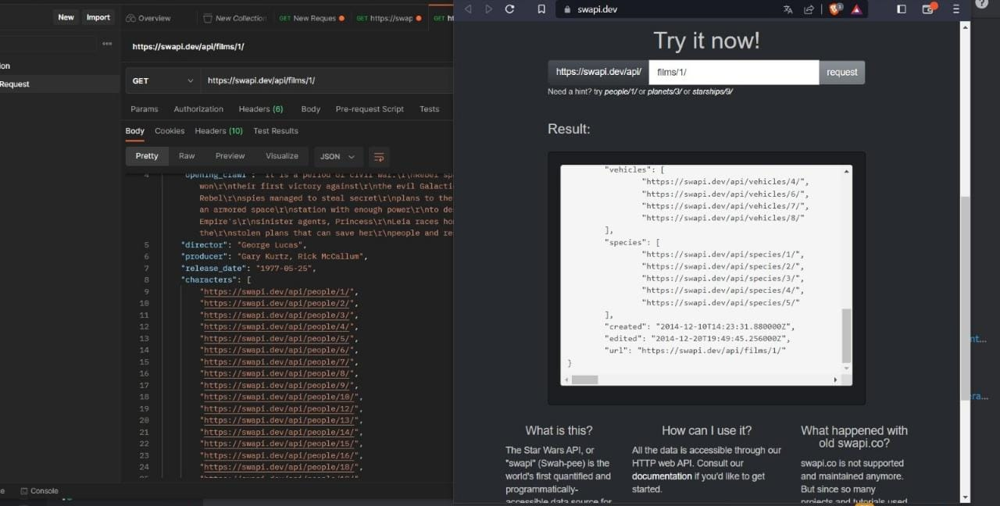 New
Import
Overview
New Collection
GET New Reques
GET https://swap
GET ht
https://swapi.dev/api/films/1/
ion
Request
GET
https://swapi.dev/api/films/1/
Params Authorization Headers (6) Body Pre-request Script Tests
Body Cookies Headers (10) Test Results
Pretty Raw Preview Visualize JSON
4 "opening_crawl": "It is a period of civil war.\r\nRebel sp
won\r\ntheir first victory against\r\nthe evil Galacti
Rebel\r\nspies managed to steal secret\r\nplans to the
an armored space\r\nstation with enough power\r\nto des
Empire's\r\nsinister agents, Princess\r\nLeia races ho
the\r\nstolen plans that can save her\r\npeople and re
5 "director": "George Lucas",
6 "producer": "Gary Kurtz, Rick McCallum",
7 "release_date": "1977-05-25",
8 "characters": [
9 "https://swapi.dev/api/people/1/",
10 "https://swapi.dev/api/people/2/",
11 "https://swapi.dev/api/people/3/",
12 "https://swapi.dev/api/people/4/",
13 "https://swapi.dev/api/people/5/",
14 "https://swapi.dev/api/people/6/",
15 "https://swapi.dev/api/people/7/",
16 "https://swapi.dev/api/people/8/",
17 "https://swapi.dev/api/people/9/",
18 "https://swapi.dev/api/people/10/",
19 "https://swapi.dev/api/people/12/",
20 "https://swapi.dev/api/people/13/",
21 "https://swapi.dev/api/people/14/",
22 "https://swapi.dev/api/people/15/",
23 "https://swapi.dev/api/people/16/",
24 "https://swapi.dev/api/people/18/",
Console
swapi.dev
Try it now!
https://swapi.dev/api/ films/1/ request
Need a hint? try people/1/ or planets/3/ or starships/9/
Result:
"vehicles": [
"https://swapi.dev/api/vehicles/4/",
"https://swapi.dev/api/vehicles/6/",
"https://swapi.dev/api/vehicles/7/",
"https://swapi.dev/api/vehicles/8/"
],
"species": [
"https://swapi.dev/api/species/1/",
"https://swapi.dev/api/species/2/",
"https://swapi.dev/api/species/3/",
"https://swapi.dev/api/species/4/",
"https://swapi.dev/api/species/5/"
],
"created": "2014-12-10T14:23:31.880000Z",
"edited": "2014-12-20T19:49:45.256000Z",
"url": "https://swapi.dev/api/films/1/"
}
What is this?
The Star Wars API, or
"swapi" (Swah-pee) is the
world's first quantified and
programmatically-
accessible data source for
How can I use it?
All the data is accessible through our
HTTP web API. Consult our
documentation if you'd like to get
started.
What happened with
old swapi.co?
swapi.co is not supported
and maintained anymore.
But since so many
projects and tutorials used
nt...
ra...